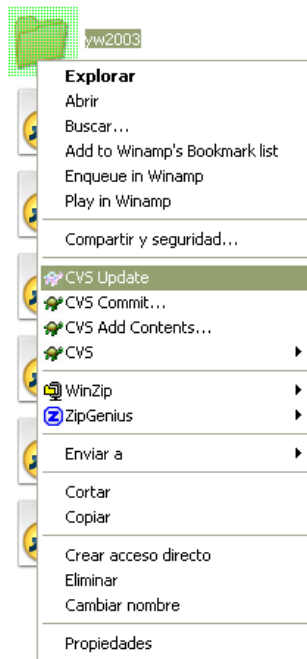 yw2003
Explorar
Abrir
Buscar...
Add to Winamp's Bookmark list
Enqueue in Winamp
Play in Winamp
Compartir y seguridad...
CVS Update
CVS Commit...
CVS Add Contents...
CVS
WinZip
ZipGenius
Enviar a
Cortar
Copiar
Crear acceso directo
Eliminar
Cambiar nombre
Propiedades